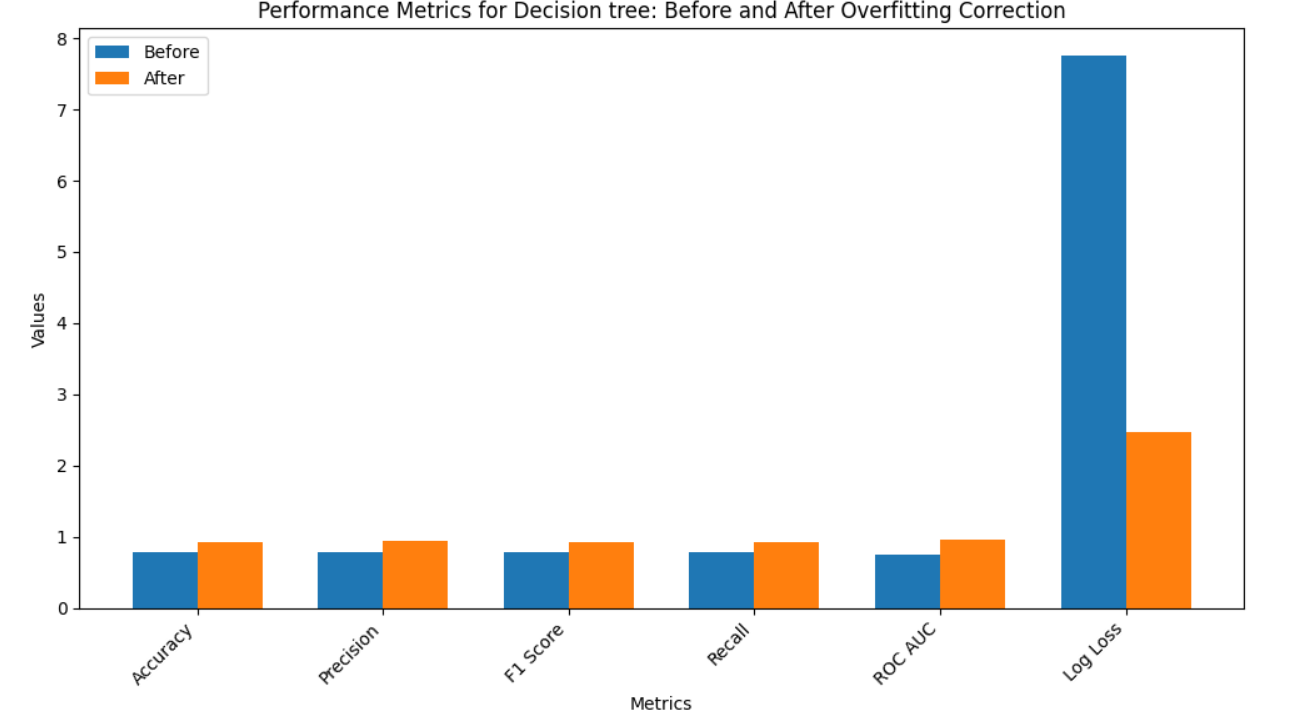 Performance Metrics for Decision tree: Before and After Overfitting Correction
Before
After
8
7
6
5
4
3
2
1
0
Values
Accuracy
Precision
F1 Score
Recall
ROC AUC
Log Loss
Metrics